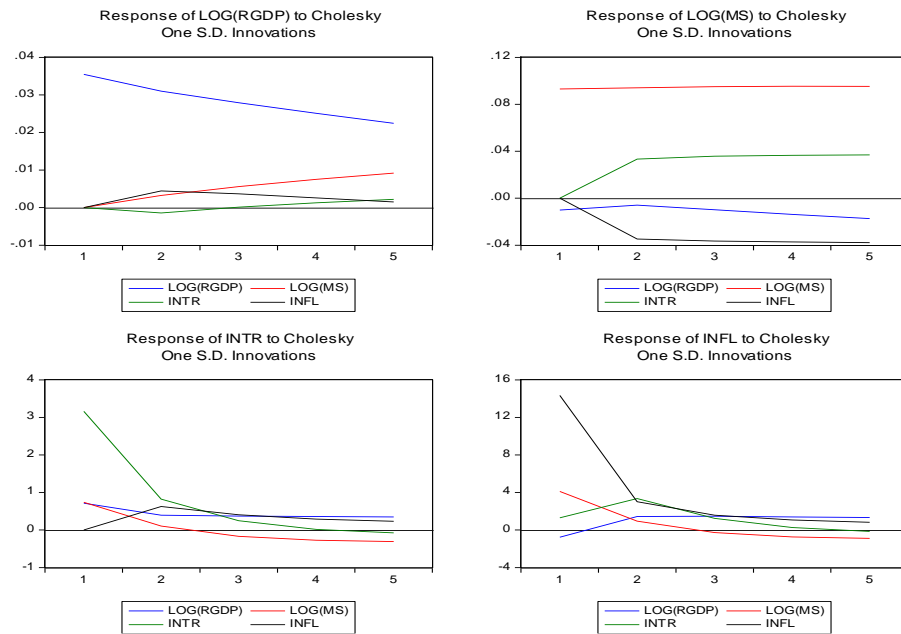 Response of LOG(RGDP) to Cholesky
One S.D. Innovations
.04
.03
.02
.01
.00
-.01
1 2 3 4 5
LOG(RGDP) LOG(MS)
INTR INFL
Response of LOG(MS) to Cholesky
One S.D. Innovations
.12
.08
.04
.00
-.04
1 2 3 4 5
LOG(RGDP) LOG(MS)
INTR INFL
Response of INTR to Cholesky
One S.D. Innovations
4
3
2
1
0
-1
1 2 3 4 5
LOG(RGDP) LOG(MS)
INTR INFL
Response of INFL to Cholesky
One S.D. Innovations
16
12
8
4
0
-4
1 2 3 4 5
LOG(RGDP) LOG(MS)
INTR INFL